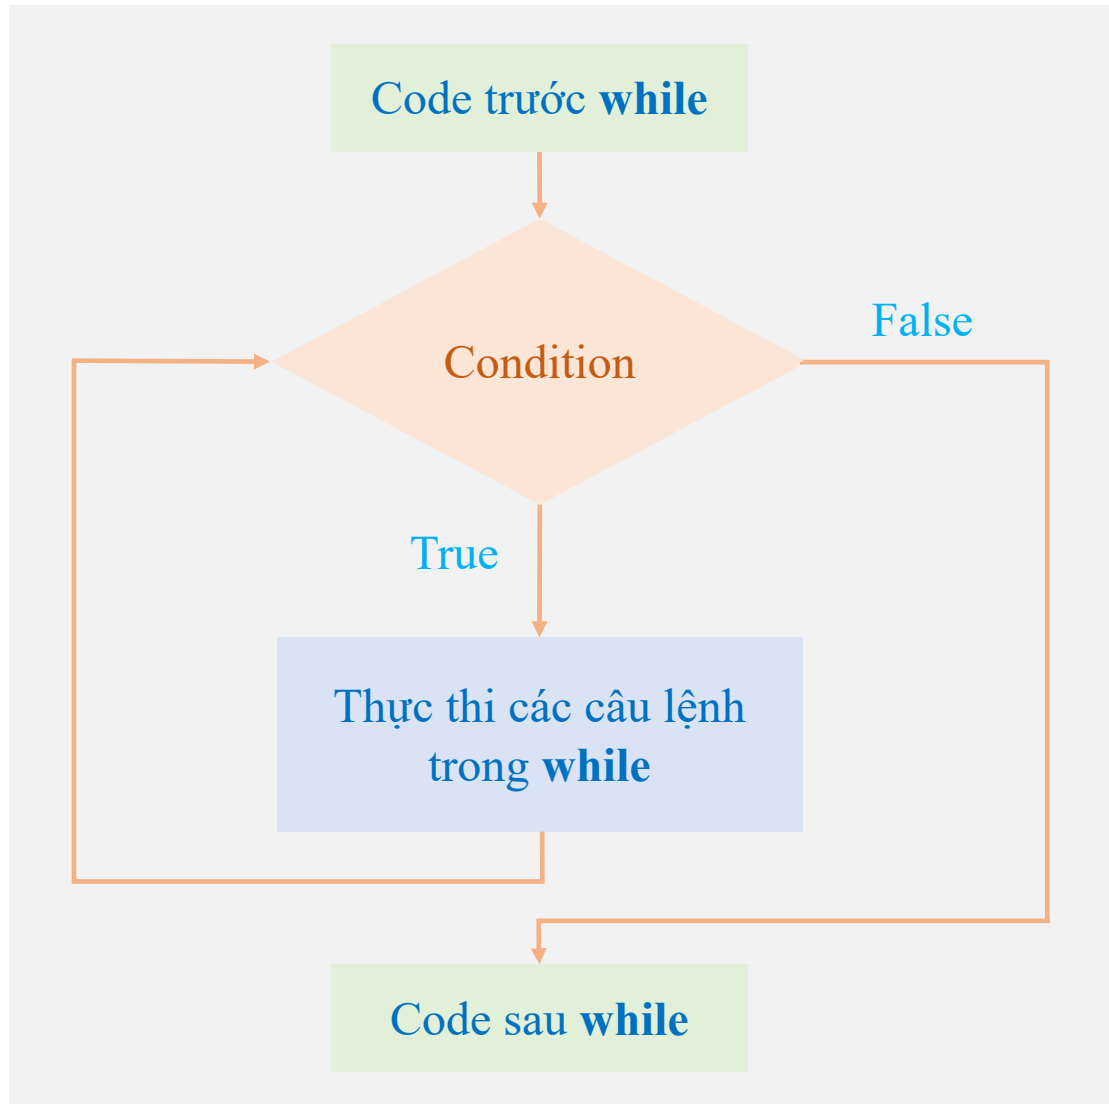 Code trước while
False
Condition
True
Thực thi các câu lệnh
trong while
Code sau while